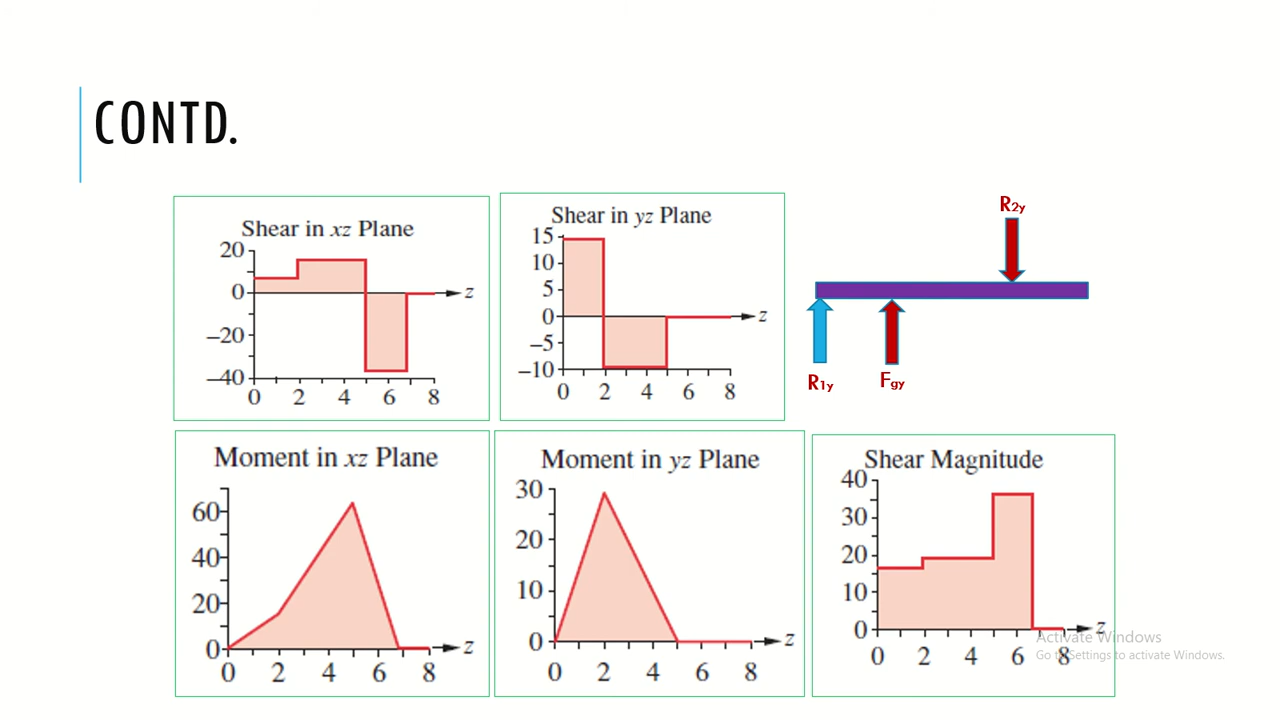 CONTD.
Shear in xz Plane
20
0
−20
−40
0 2 4 6 8
z
Shear in yz Plane
15
10
5
0
−5
−10
0 2 4 6 8
z
R2y
R1y
Fgy
Moment in xz Plane
60
40
20
0
0 2 4 6 8
z
Moment in yz Plane
30
20
10
0
0 2 4 6 8
z
Shear Magnitude
40
30
20
10
0
0 2 4 6 8
z
Activate Windows
Go to Settings to activate Windows.